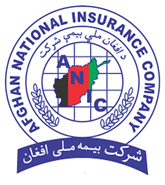 AFGHAN NATIONAL INSURANCE COMPANY
د افغان ملي بيمې شرکت
A
N
I
C
شرکت بیمه ملی افغان